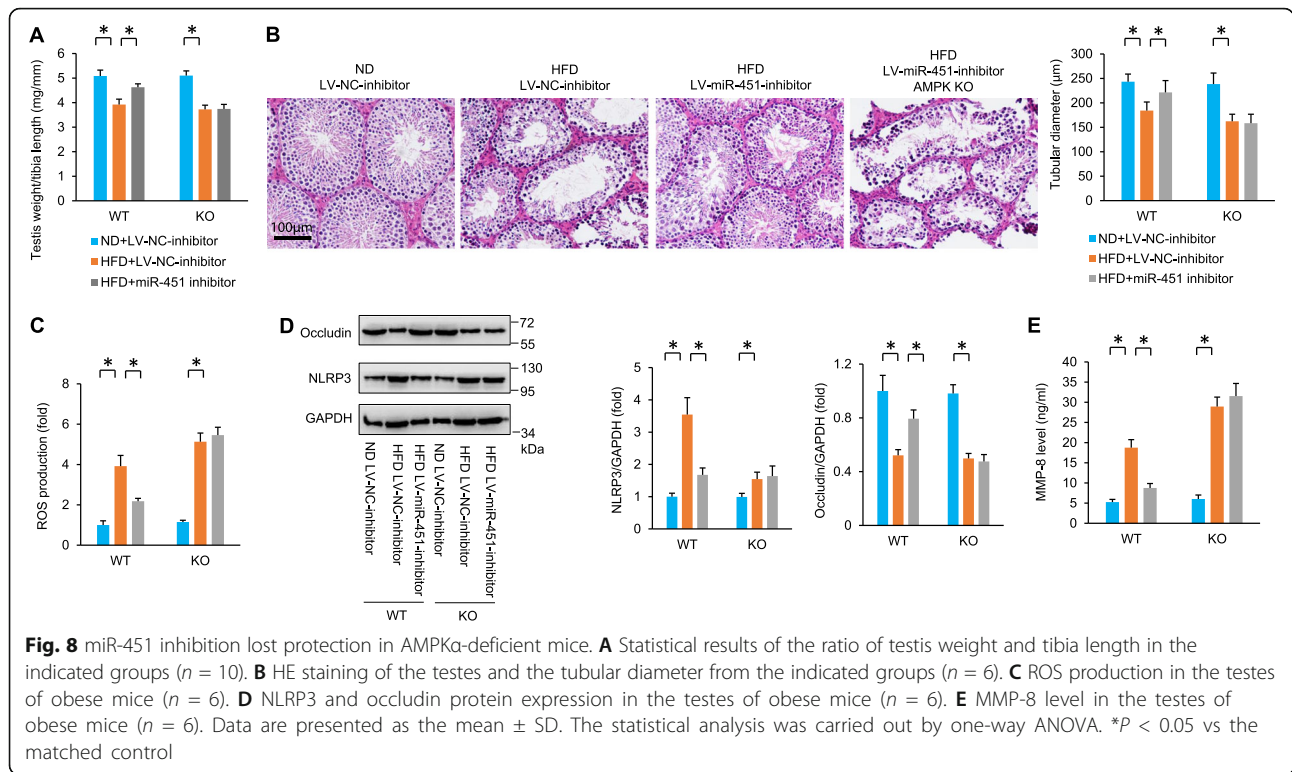 A
Testis weight/tibia length (mg/mm)
6
5
4
3
2
1
0
* * *
WT KO
ND+LV-NC-inhibitor
HFD+LV-NC-inhibitor
HFD+miR-451 inhibitor
B
ND
LV-NC-inhibitor
HFD
LV-NC-inhibitor
HFD
LV-miR-451-inhibitor
HFD
LV-miR-451-inhibitor
AMPK KO
100μm
Tubular diameter (μm)
300
250
200
150
100
50
0
* * *
WT KO
ND+LV-NC-inhibitor
HFD+LV-NC-inhibitor
HFD+miR-451 inhibitor
C
ROS production (fold)
8
6
4
2
0
* * *
WT KO
D
Occludin
72
55
NLRP3
130
95
GAPDH
34
kDa
ND LV-NC-inhibitor
HFD LV-NC-inhibitor
HFD LV-miR-451-inhibitor
ND LV-NC-inhibitor
HFD LV-NC-inhibitor
HFD LV-miR-451-inhibitor
WT KO
NLRP3/GAPDH (fold)
5
4
3
2
1
0
* * *
WT KO
Occludin/GAPDH (fold)
1.2
0.8
0.4
0
* * *
WT KO
E
MMP-8 level (ng/ml)
40
35
30
25
20
15
10
5
0
* * *
WT KO
Fig. 8 miR-451 inhibition lost protection in AMPKα-deficient mice. A Statistical results of the ratio of testis weight and tibia length in the
indicated groups (n = 10). B HE staining of the testes and the tubular diameter from the indicated groups (n = 6). C ROS production in the testes
of obese mice (n = 6). D NLRP3 and occludin protein expression in the testes of obese mice (n = 6). E MMP-8 level in the testes of
obese mice (n = 6). Data are presented as the mean ± SD. The statistical analysis was carried out by one-way ANOVA. *P < 0.05 vs the
matched control